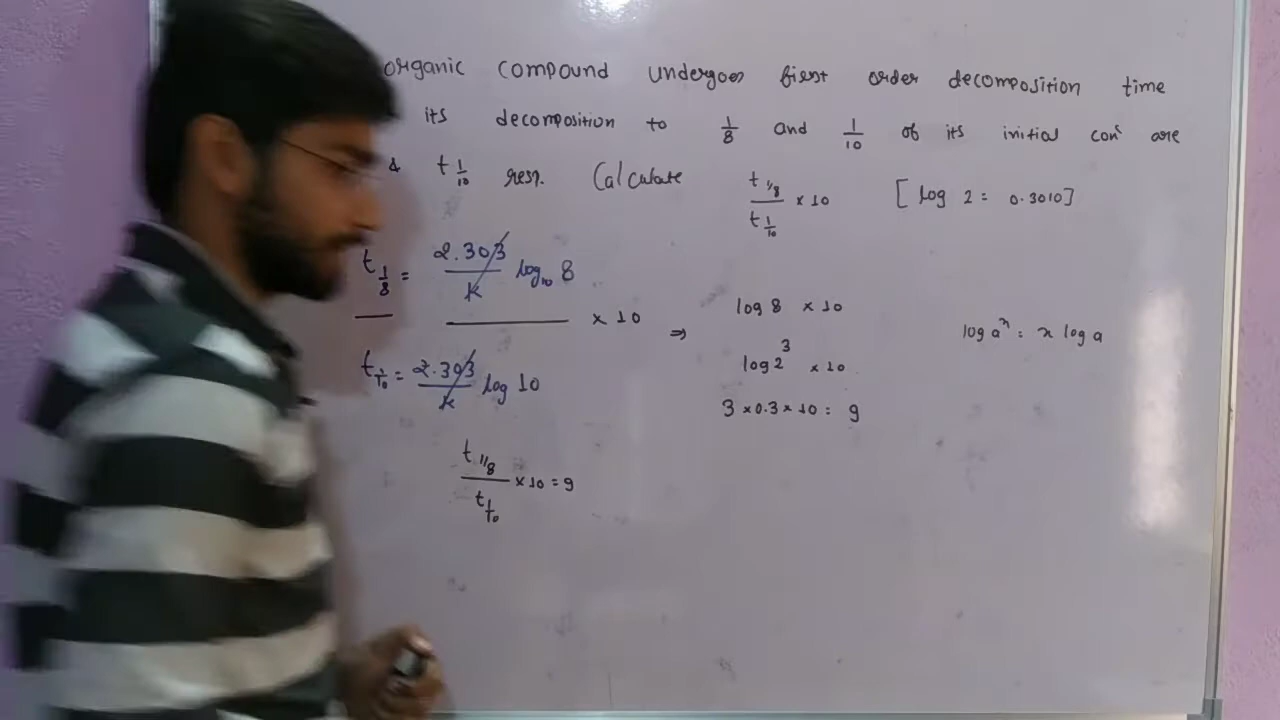 organic compound undergoes first order decomposition time
its decomposition to 1/8 and 1/10 of its initial conc are
& t 1/10 resp. Calculate t 1/8 / t 1/10 × 10 [ log 2 = 0.3010 ]
t 1/8 = 2.303/k log₁₀ 8
× 10 ⇒
t 1/10 = 2.303/k log 10
log 8 × 10
log 2³ × 10
3 × 0.3 × 10 = 9
log aⁿ = n log a
t 1/8 / t 1/10 × 10 = 9